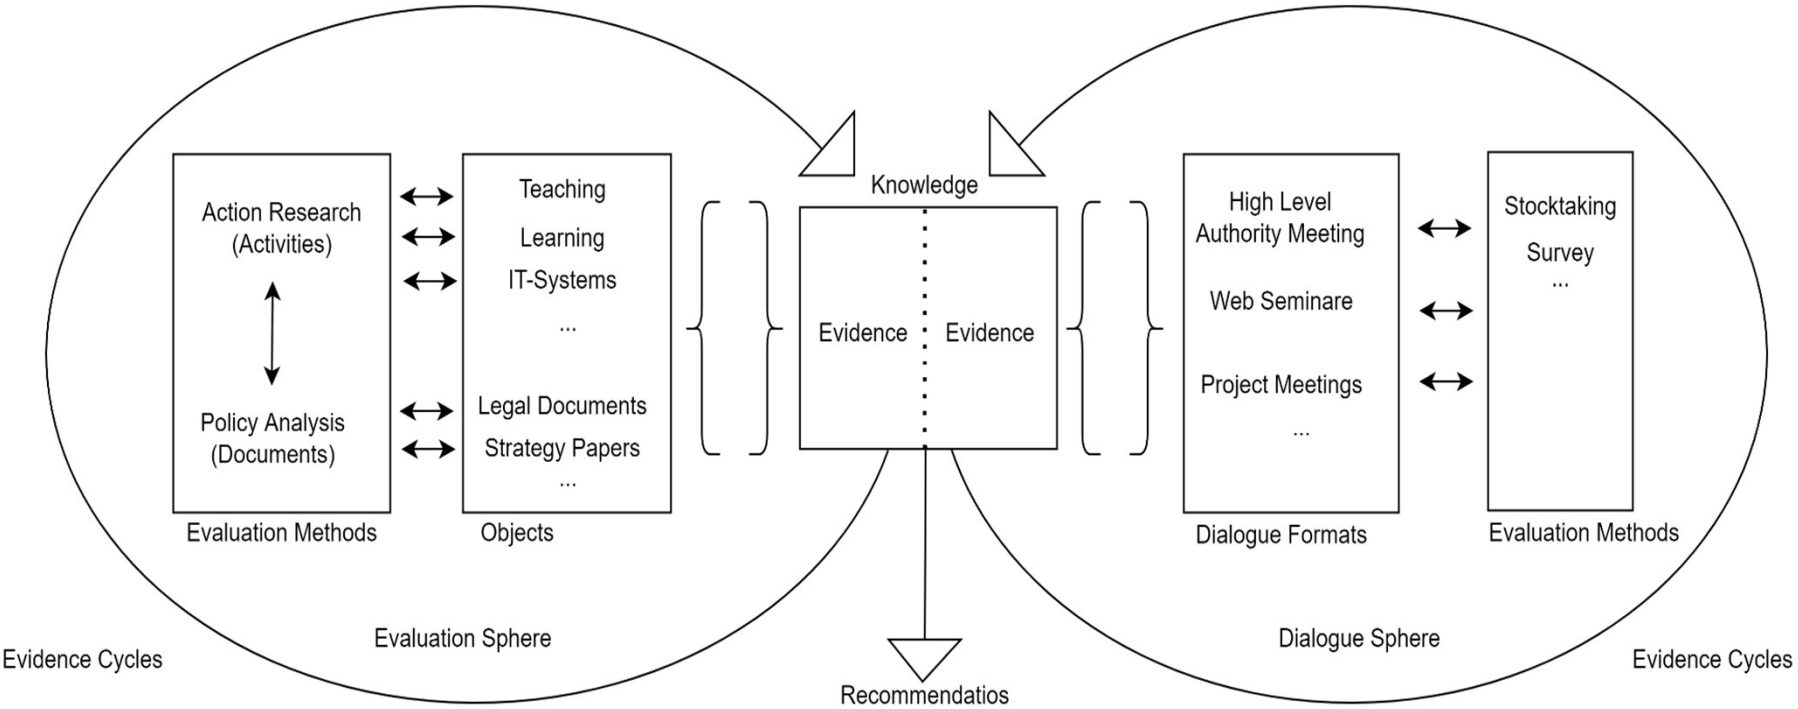 Knowledge
Action Research
(Activities)
Policy Analysis
(Documents)
Evaluation Methods
Teaching
Learning
IT-Systems
...
Legal Documents
Strategy Papers
...
Objects
Evidence
Evidence
High Level
Authority Meeting
Web Seminare
Project Meetings
...
Dialogue Formats
Stocktaking
Survey
...
Evaluation Methods
Evaluation Sphere
Dialogue Sphere
Evidence Cycles
Evidence Cycles
Recommendatios